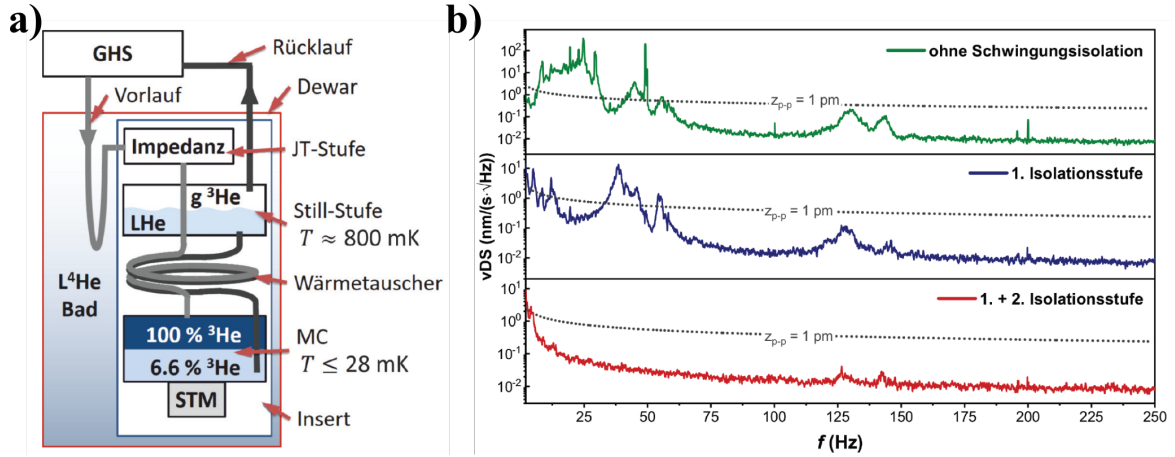 a)
GHS
Rücklauf
Vorlauf
Dewar
Impedanz
JT-Stufe
g ³He
LHe
Still-Stufe
T ≈ 800 mK
L⁴He
Bad
Wärmetauscher
100 % ³He
6.6 % ³He
MC
T ≤ 28 mK
STM
Insert
b)
vDS (nm/(s·√Hz))
10²
10¹
10⁰
10⁻¹
10⁻²
ohne Schwingungsisolation
zₚ₋ₚ = 1 pm
10¹
10⁰
10⁻¹
10⁻²
1. Isolationsstufe
zₚ₋ₚ = 1 pm
10¹
10⁰
10⁻¹
10⁻²
1. + 2. Isolationsstufe
zₚ₋ₚ = 1 pm
25 50 75 100 125 150 175 200 225 250
f (Hz)